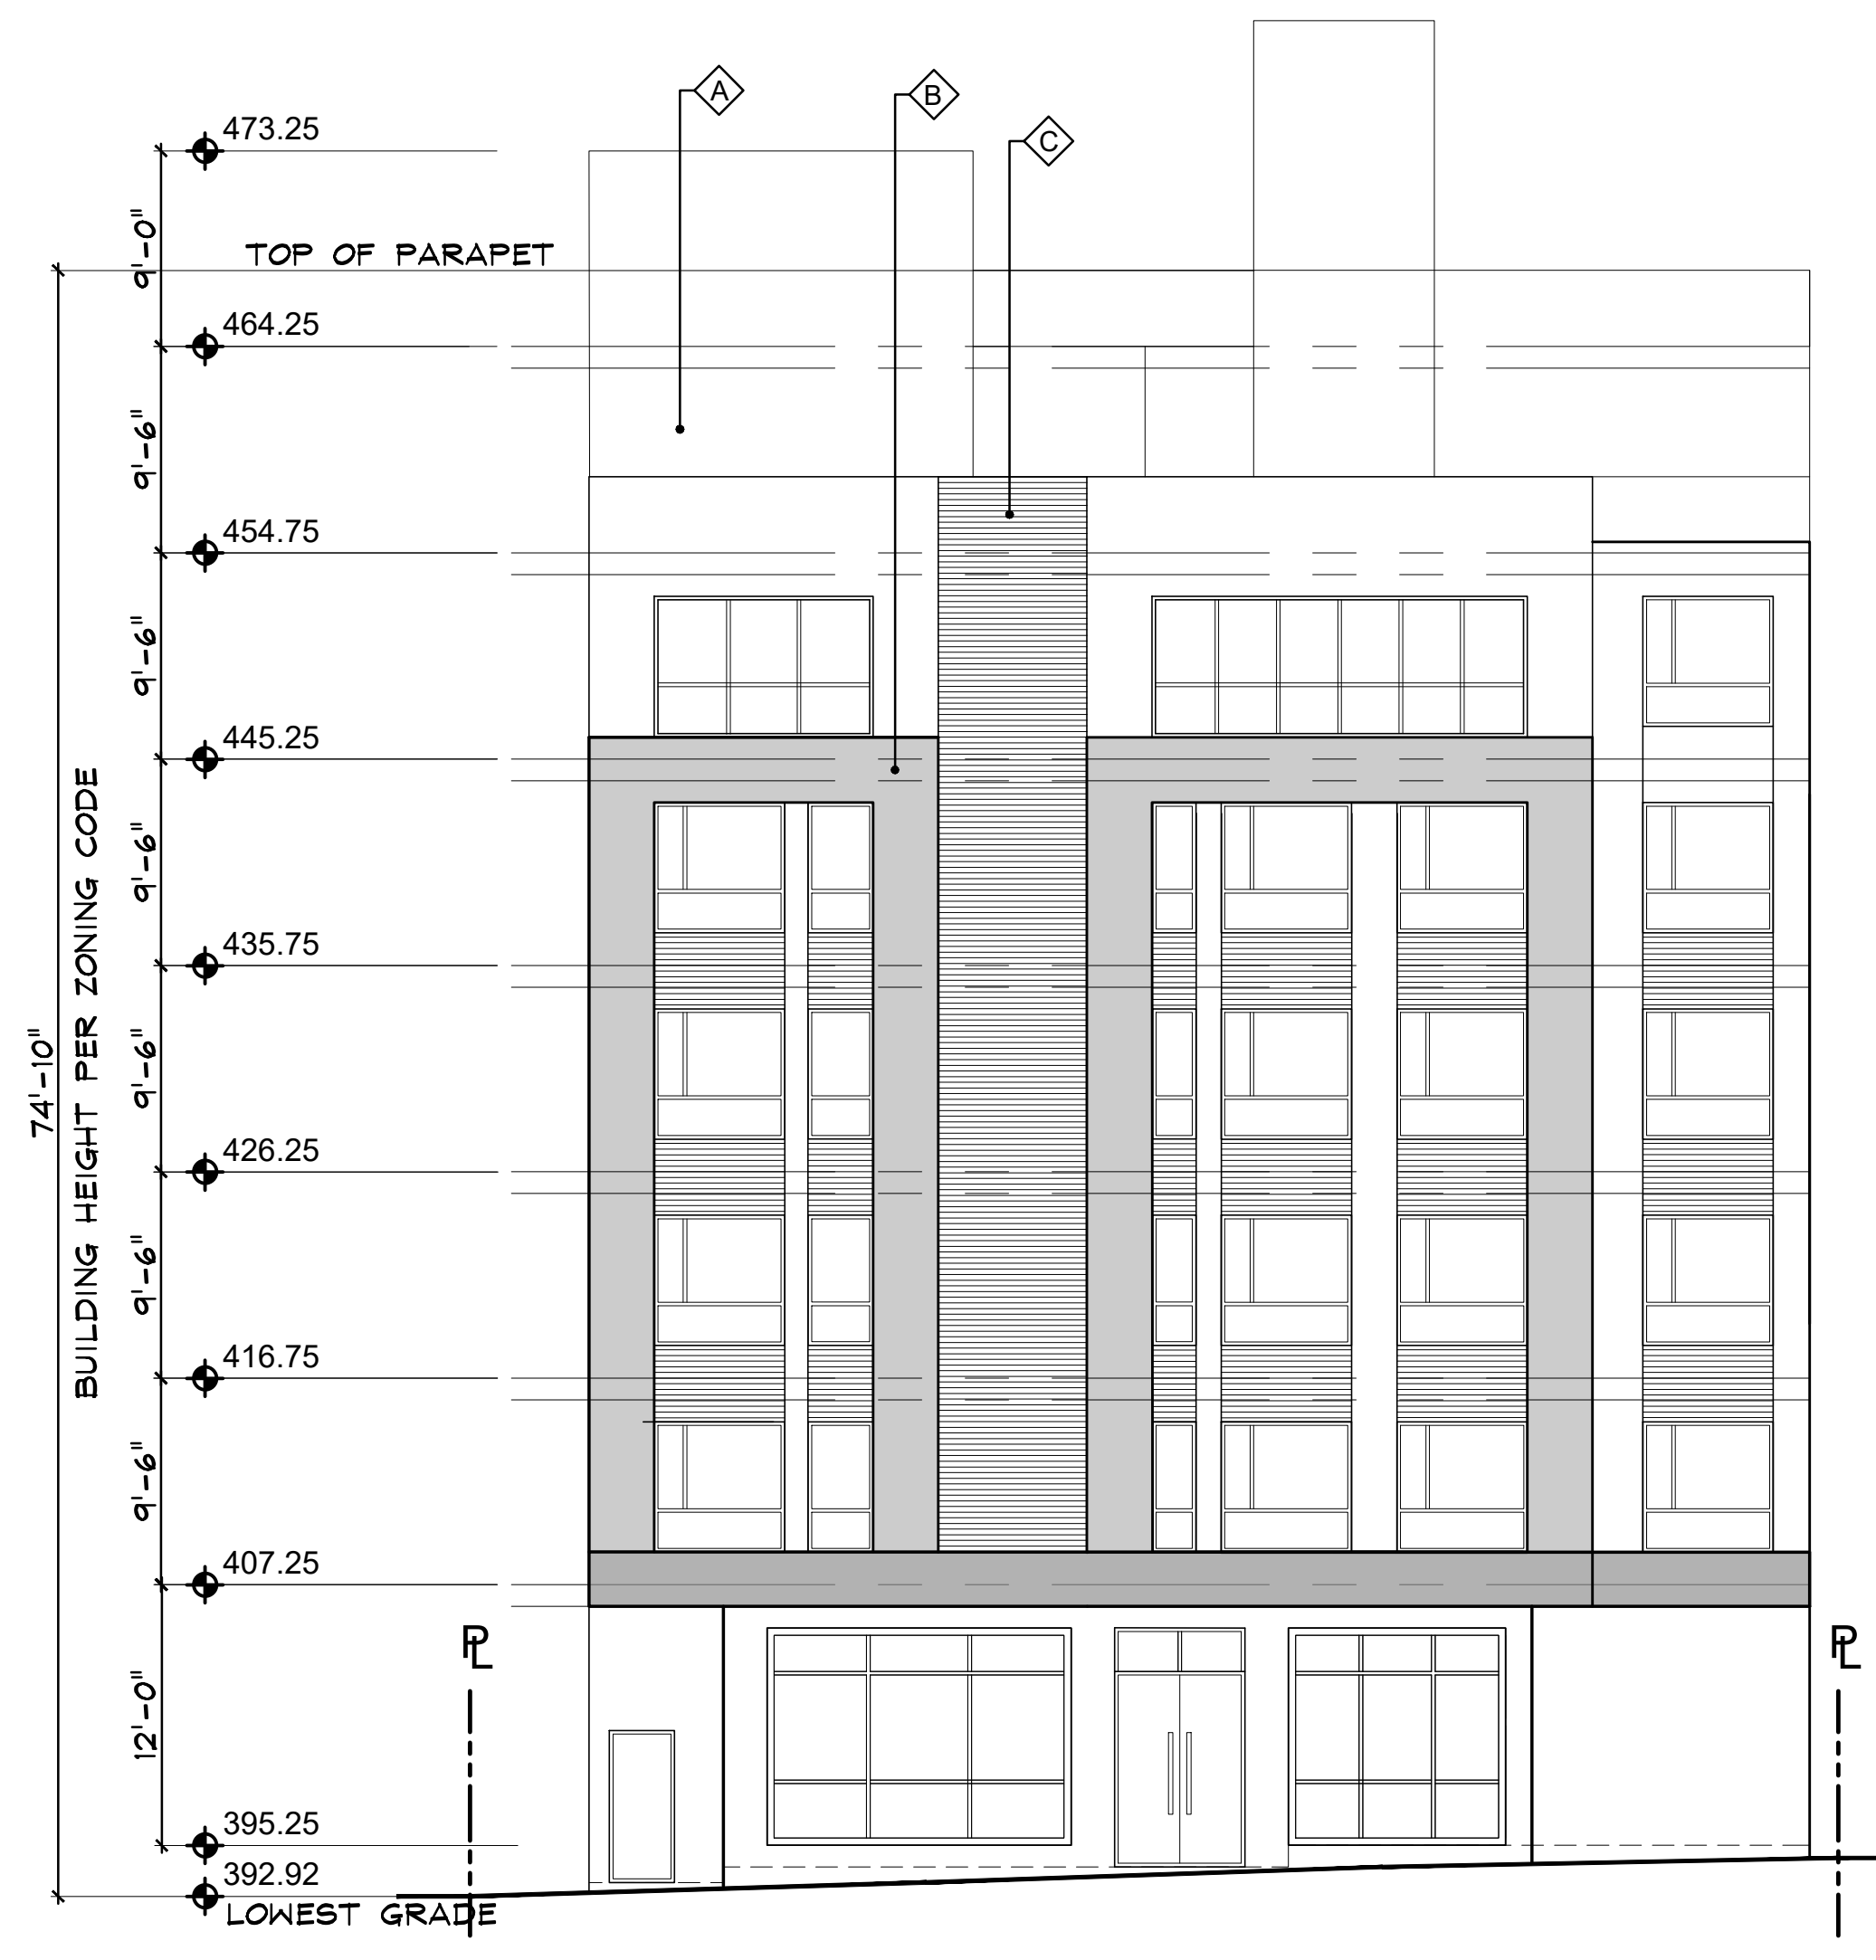 A
B
C
473.25
9'-0"
TOP OF PARAPET
464.25
9'-6"
454.75
9'-6"
445.25
9'-6"
435.75
9'-6"
426.25
9'-6"
416.75
9'-6"
407.25
12'-0"
395.25
392.92
LOWEST GRADE
74'-10"
BUILDING HEIGHT PER ZONING CODE
PL
PL